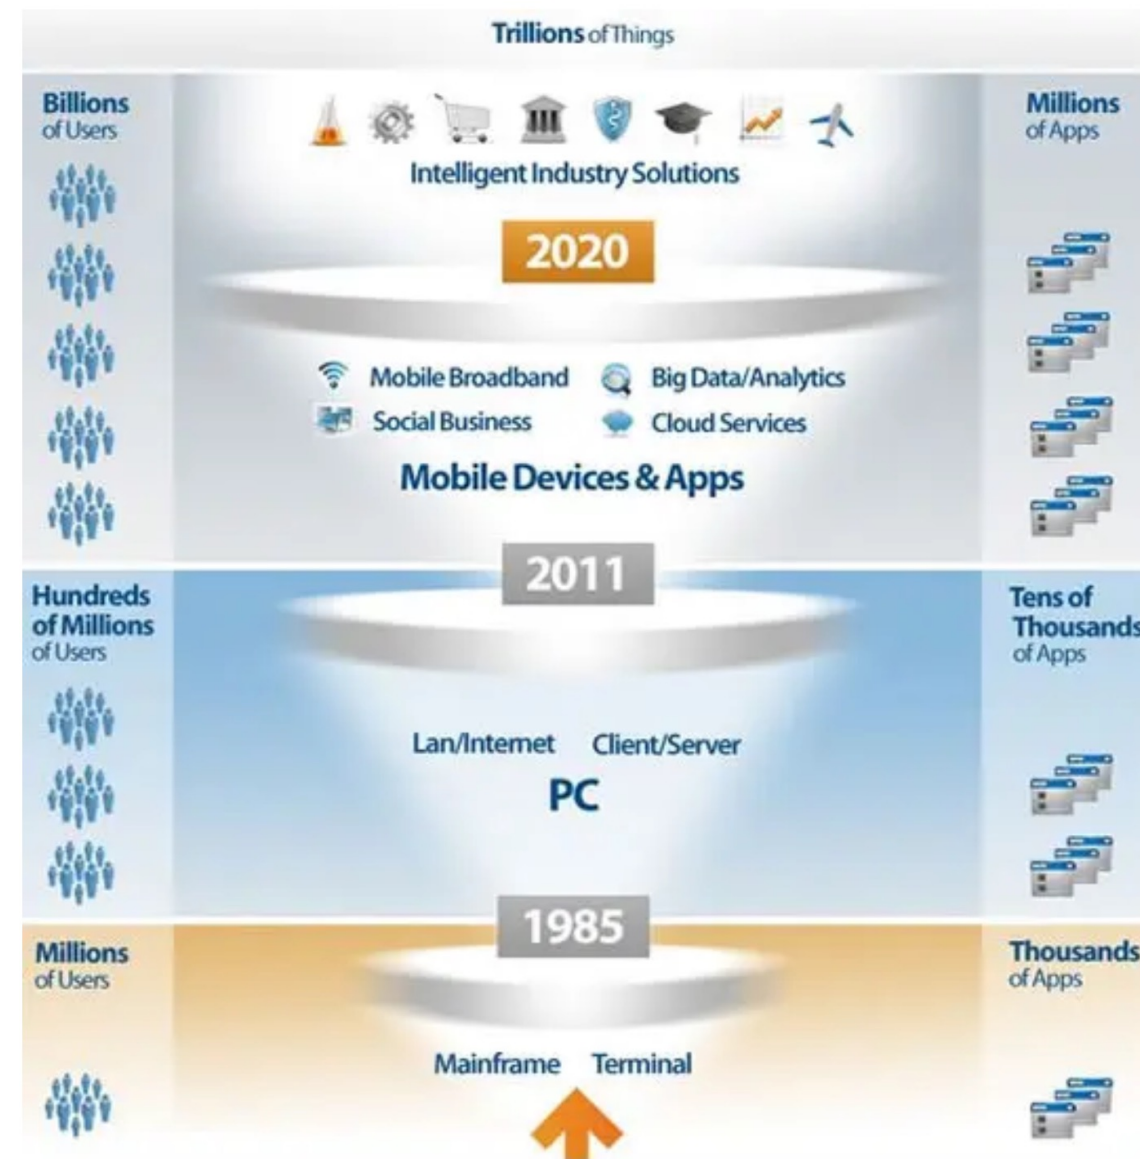 Trillions of Things
Billions
of Users
Millions
of Apps
Intelligent Industry Solutions
2020
Mobile Broadband
Big Data/Analytics
Social Business
Cloud Services
Mobile Devices & Apps
2011
Hundreds
of Millions
of Users
Tens of
Thousands
of Apps
Lan/Internet Client/Server
PC
1985
Millions
of Users
Thousands
of Apps
Mainframe Terminal